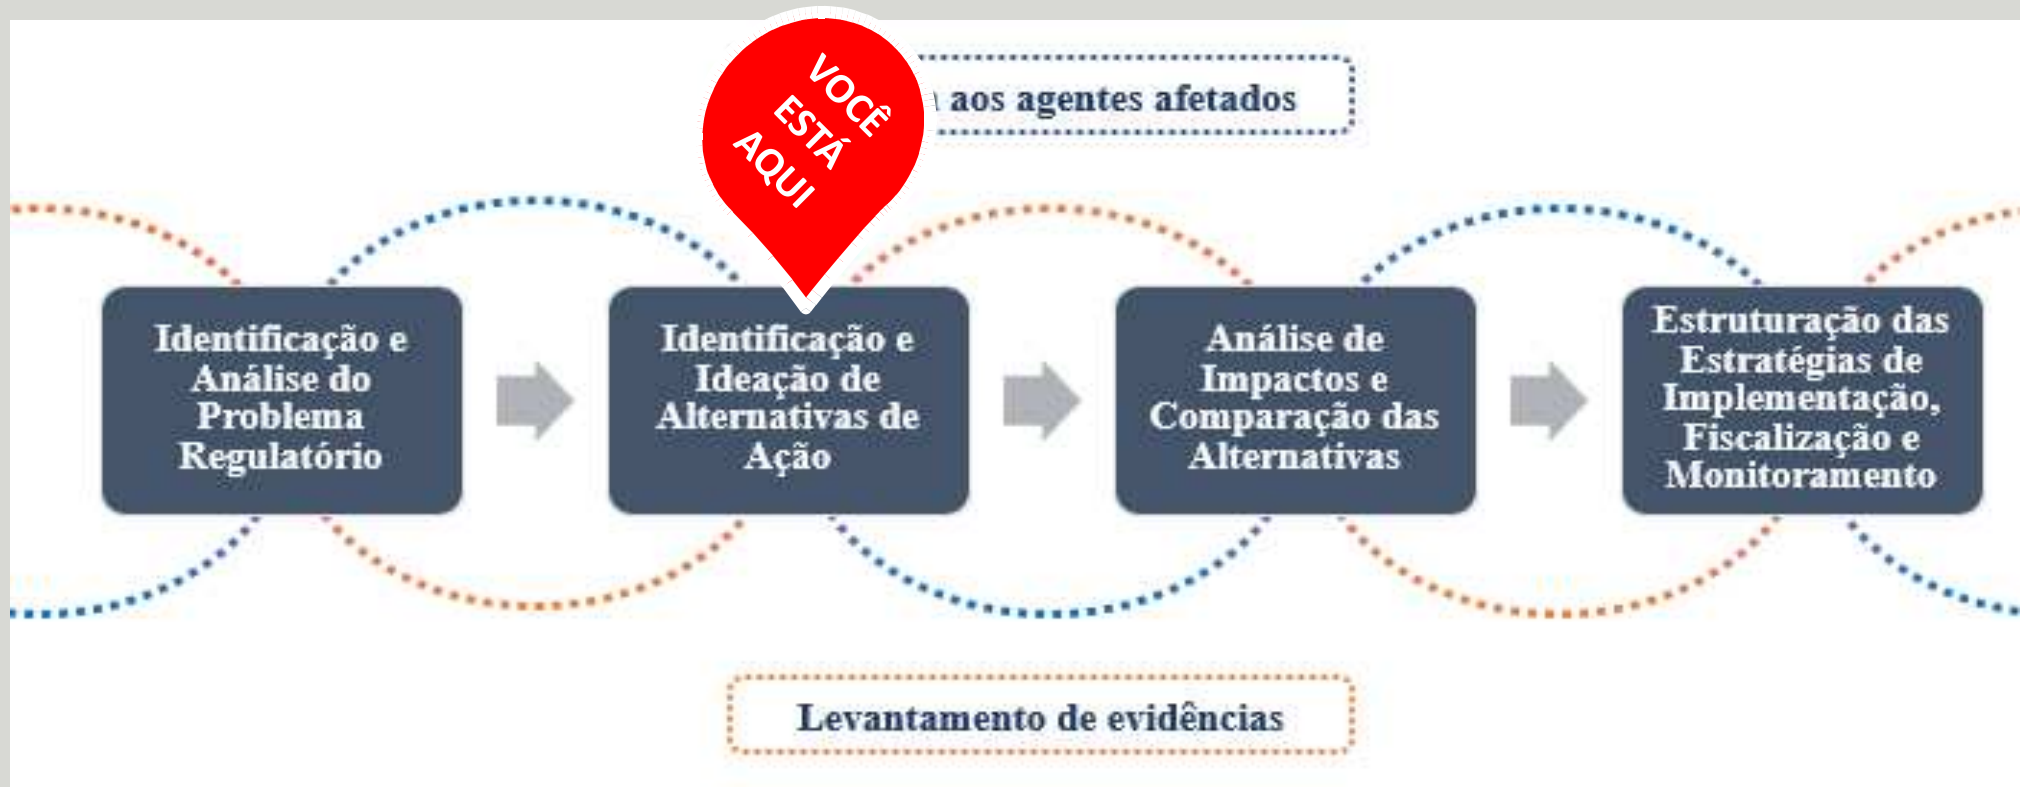 VOCÊ
ESTÁ
AQUI
aos agentes afetados
Identificação e
Análise do
Problema
Regulatório
Identificação e
Ideação de
Alternativas de
Ação
Análise de
Impactos e
Comparação das
Alternativas
Estruturação das
Estratégias de
Implementação,
Fiscalização e
Monitoramento
Levantamento de evidências